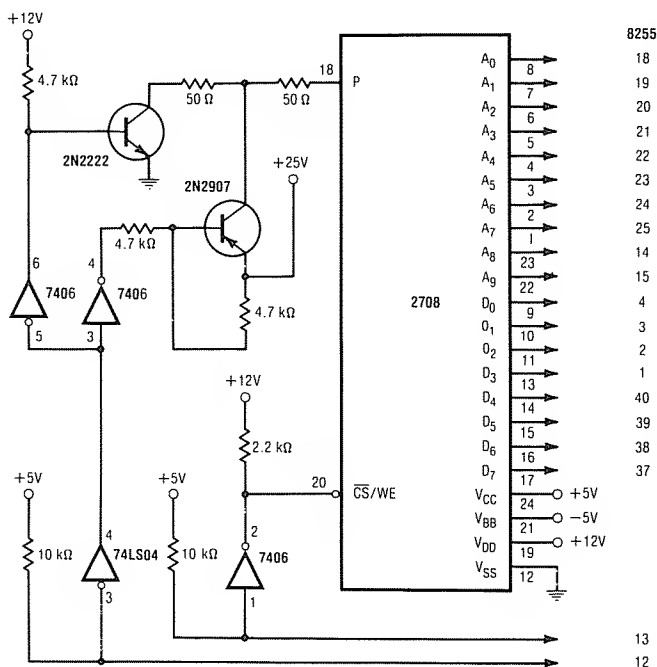 8255
+12V
4.7 kΩ
50 Ω
50 Ω
18
P
2N2222
2N2907
+25V
4.7 kΩ
6
4
7406
7406
5
3
4.7 kΩ
+12V
2.2 kΩ
20
CS/WE
+5V
+5V
2
10 kΩ
4
74LS04
10 kΩ
7406
3
1
2708
A0 8 18
A1 7 19
A2 6 20
A3 5 21
A4 4 22
A5 3 23
A6 2 24
A7 I 25
A8 23 14
A9 22 15
D0 9 4
O1 10 3
O2 11 2
D3 13 1
D4 14 40
D5 15 39
D6 16 38
D7 17 37
VCC 24 +5V
VBB 21 −5V
VDD 19 +12V
VSS 12
13
12